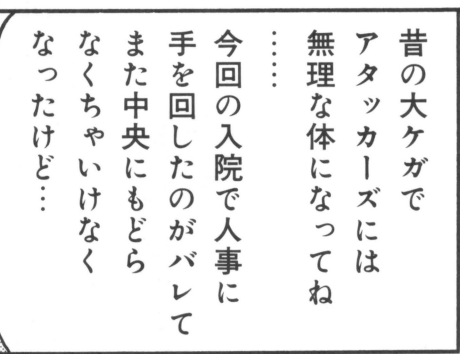 昔の大ケガで
アタッカーズには
無理な体になってね
……
今回の入院で人事に
手を回したのがバレて
また中央にもどら
なくちゃいけなく
なったけど…